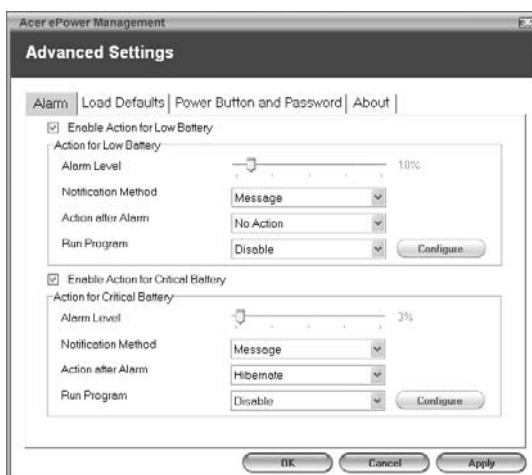 Acer ePower Management
Advanced Settings
Alarm Load Defaults Power Button and Password About
Enable Action for Low Battery
Action for Low Battery
Alarm Level 10%
Notification Method Message
Action after Alarm No Action
Run Program Disable Configure
Enable Action for Critical Battery
Action for Critical Battery
Alarm Level 3%
Notification Method Message
Action after Alarm Hibernate
Run Program Disable Configure
OK Cancel Apply